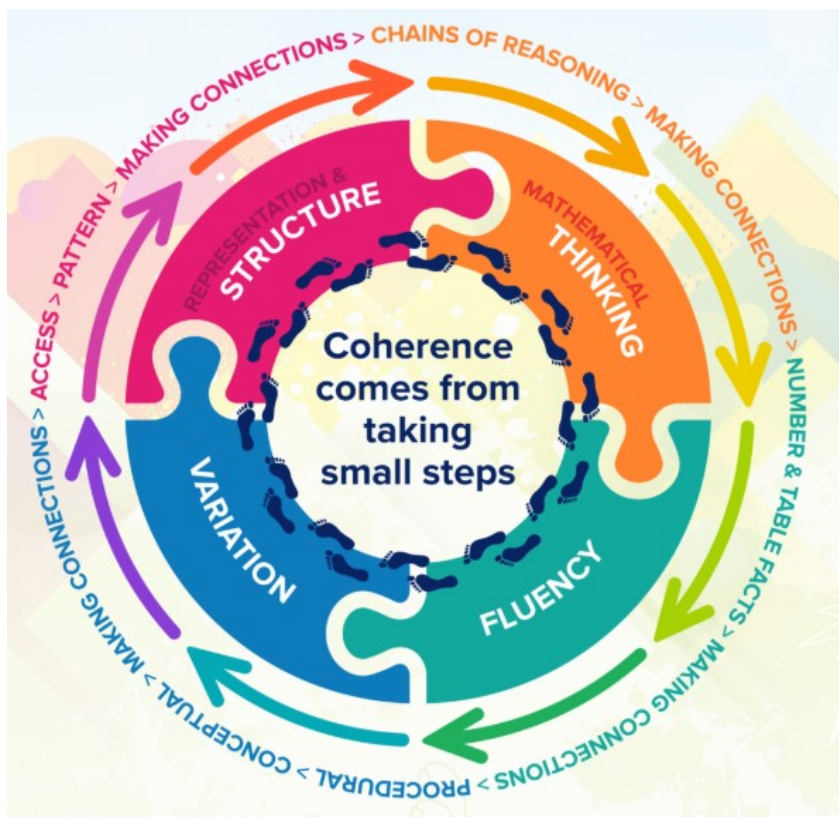 ACCESS > PATTERN > MAKING CONNECTIONS > CHAINS OF REASONING > MAKING CONNECTIONS > NUMBER & TABLE FACTS > MAKING CONNECTIONS > PROCEDURAL > CONCEPTUAL > MAKING CONNECTIONS >
REPRESENTATION &
STRUCTURE
MATHEMATICAL
THINKING
FLUENCY
VARIATION
Coherence
comes from
taking
small steps